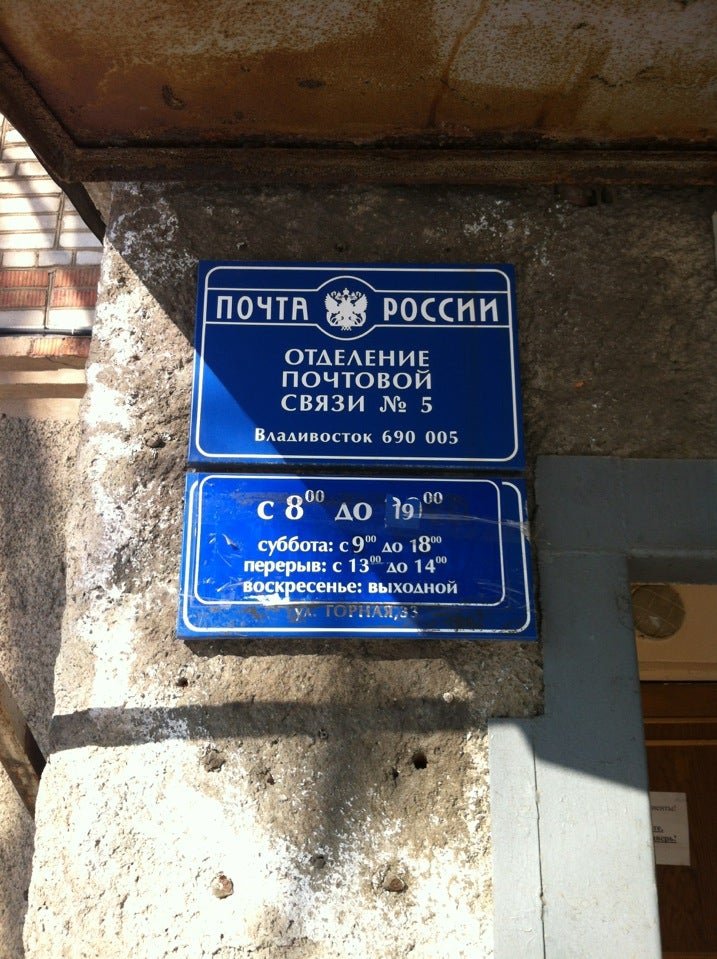 ПОЧТА РОССИИ
ОТДЕЛЕНИЕ
ПОЧТОВОЙ
СВЯЗИ № 5
Владивосток 690 005
с 8⁰⁰ до 19⁰⁰
суббота: с 9⁰⁰ до 18⁰⁰
перерыв: с 13⁰⁰ до 14⁰⁰
воскресенье: выходной
ул. ГОРНАЯ, 33